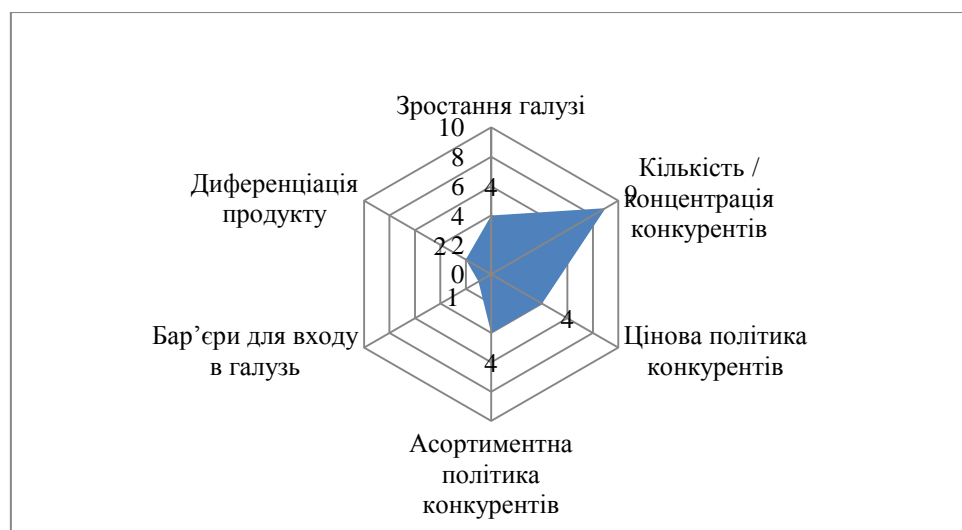 Зростання галузі
10
8
6
4
2
0
4
Кількість /
концентрація
конкурентів
9
Цінова політика
конкурентів
4
Асортиментна
політика
конкурентів
4
Бар’єри для входу
в галузь
1
Диференціація
продукту
2